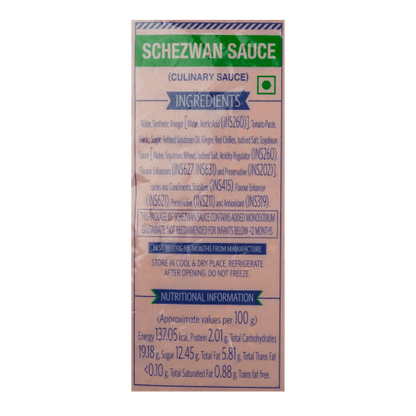 SCHEZWAN SAUCE
(CULINARY SAUCE)
INGREDIENTS
Water, Synthetic Vinegar [Water, Acetic Acid (INS260)], Tomato Paste,
Garlic, Sugar, Refined Soyabean Oil, Ginger, Red Chillies, Iodised Salt, Soyabean
Sauce [Water, Soyabean, Wheat, Iodised Salt, Acidity Regulator (INS260),
Flavour Enhancers (INS627 INS631) and Preservative (INS202)],
Spices and Condiments, Stabilizer (INS415), Flavour Enhancer
(INS621), Preservative (INS211) and Antioxidant (INS319).
THIS PACKAGE OF SCHEZWAN SAUCE CONTAINS ADDED MONOSODIUM
GLUTAMATE. NOT RECOMMENDED FOR INFANTS BELOW -12 MONTHS
BEST BEFORE MONTHS FROM MANUFACTURE
STORE IN COOL & DRY PLACE. REFRIGERATE
AFTER OPENING. DO NOT FREEZE.
NUTRITIONAL INFORMATION
(Approximate values per 100 g)
Energy 137.05 kcal, Protein 2.01 g, Total Carbohydrates
19.18 g, Sugar 12.45 g, Total Fat 5.81 g, Total Trans Fat
<0.10 g, Total Saturated Fat 0.88 g, Trans fat free.